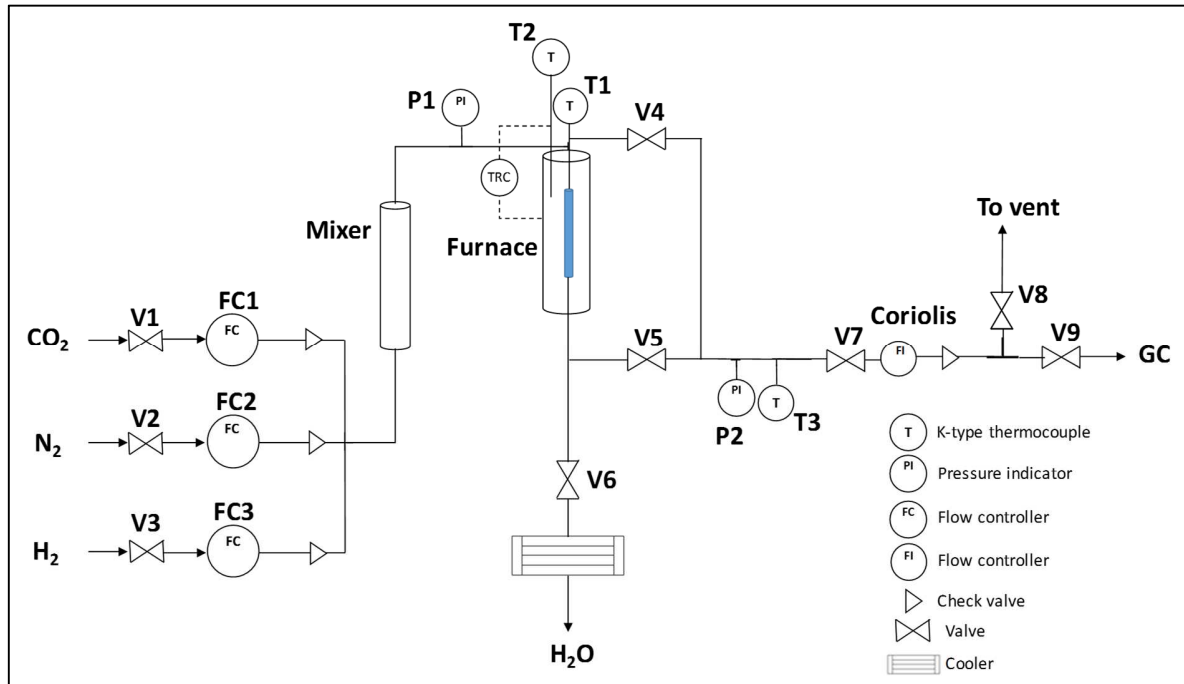 T2
T
T1
P1
PI
T
V4
TRC
Mixer
Furnace
To vent
V8
FC1
V1
FC
CO₂
V5
V7
Coriolis
FI
V9
GC
FC2
V2
FC
N₂
PI
T
P2
T3
V6
FC3
V3
FC
H₂
H₂O
T K-type thermocouple
PI Pressure indicator
FC Flow controller
FI Flow controller
Check valve
Valve
Cooler